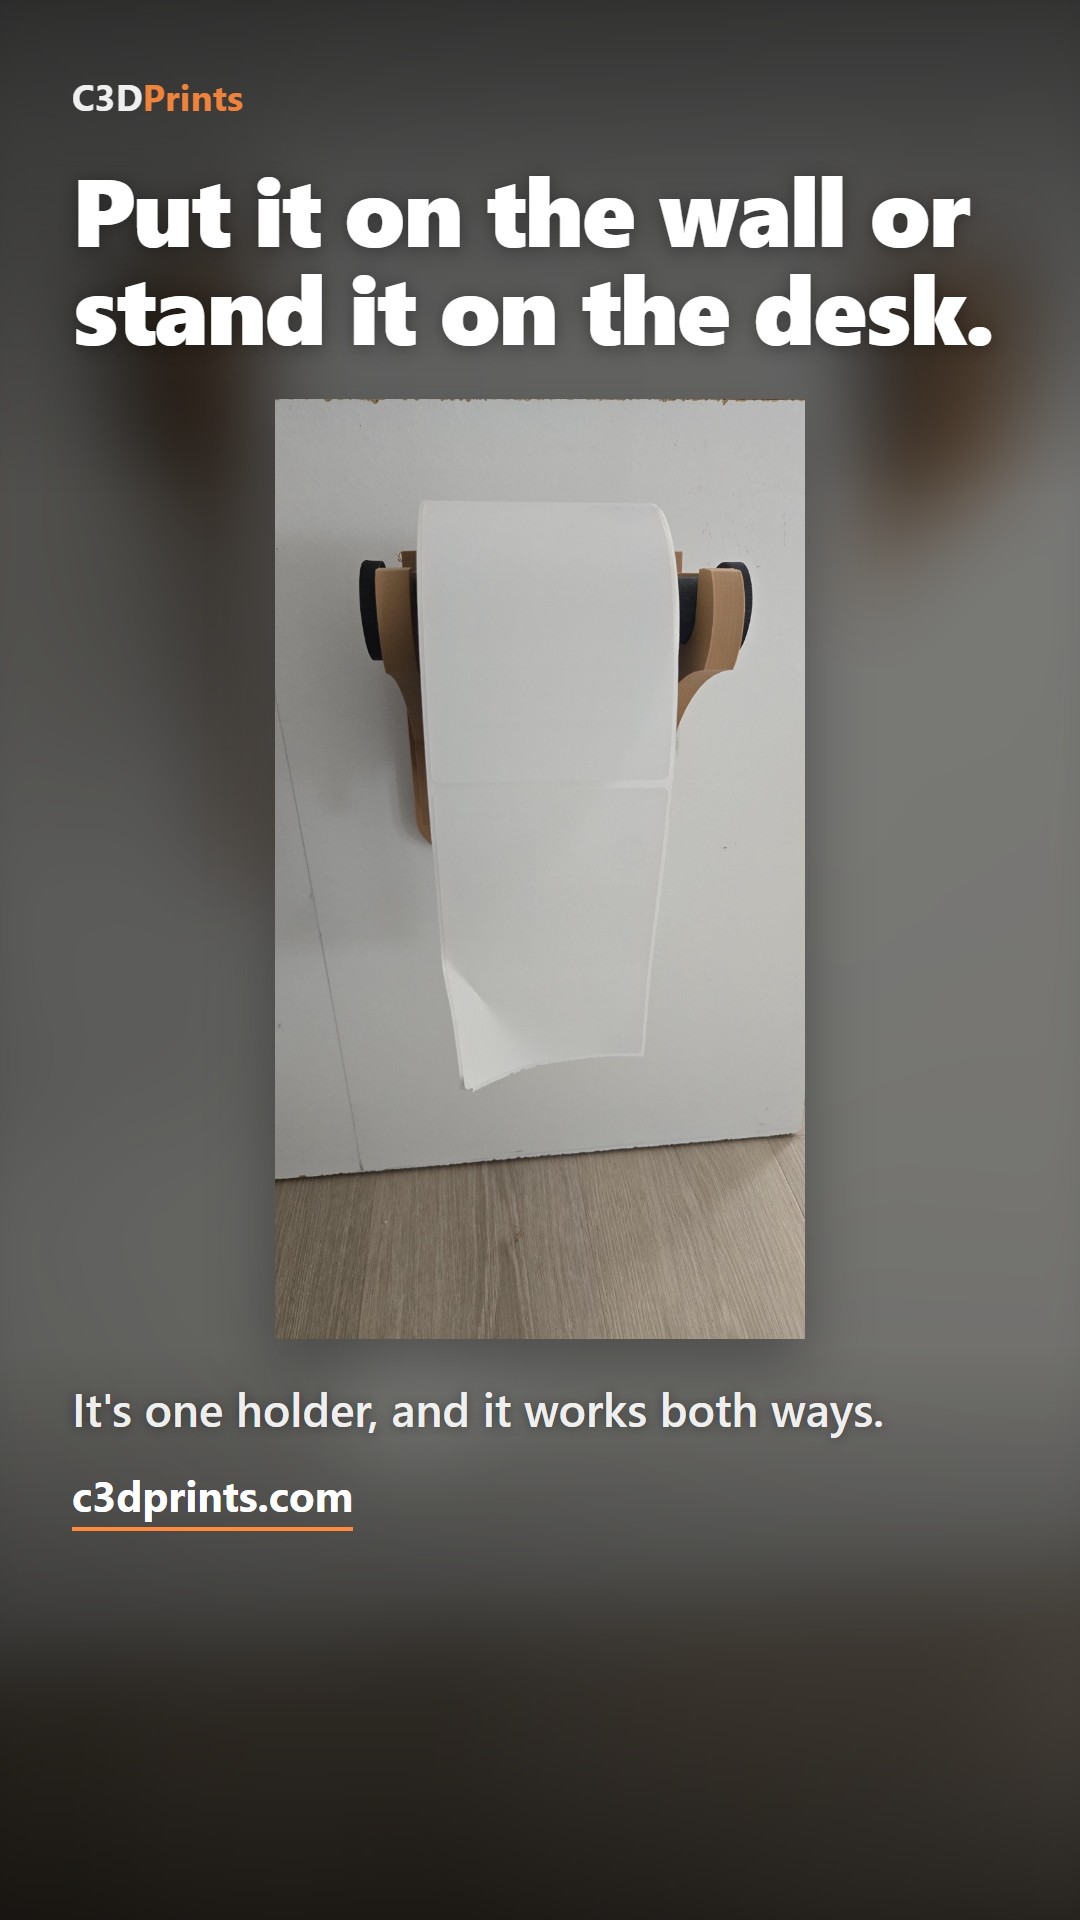 C3DPrints
Put it on the wall or
stand it on the desk.
It's one holder, and it works both ways.
c3dprints.com